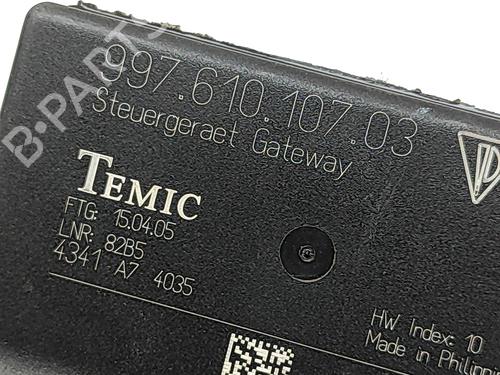 997.610.107.03
Steuergeraet Gateway
TEMIC
FTG: 15.04.05
LNR: 82B5
4341 A7 4035
HW Index: 10
Made in Philippin
B-PARTS